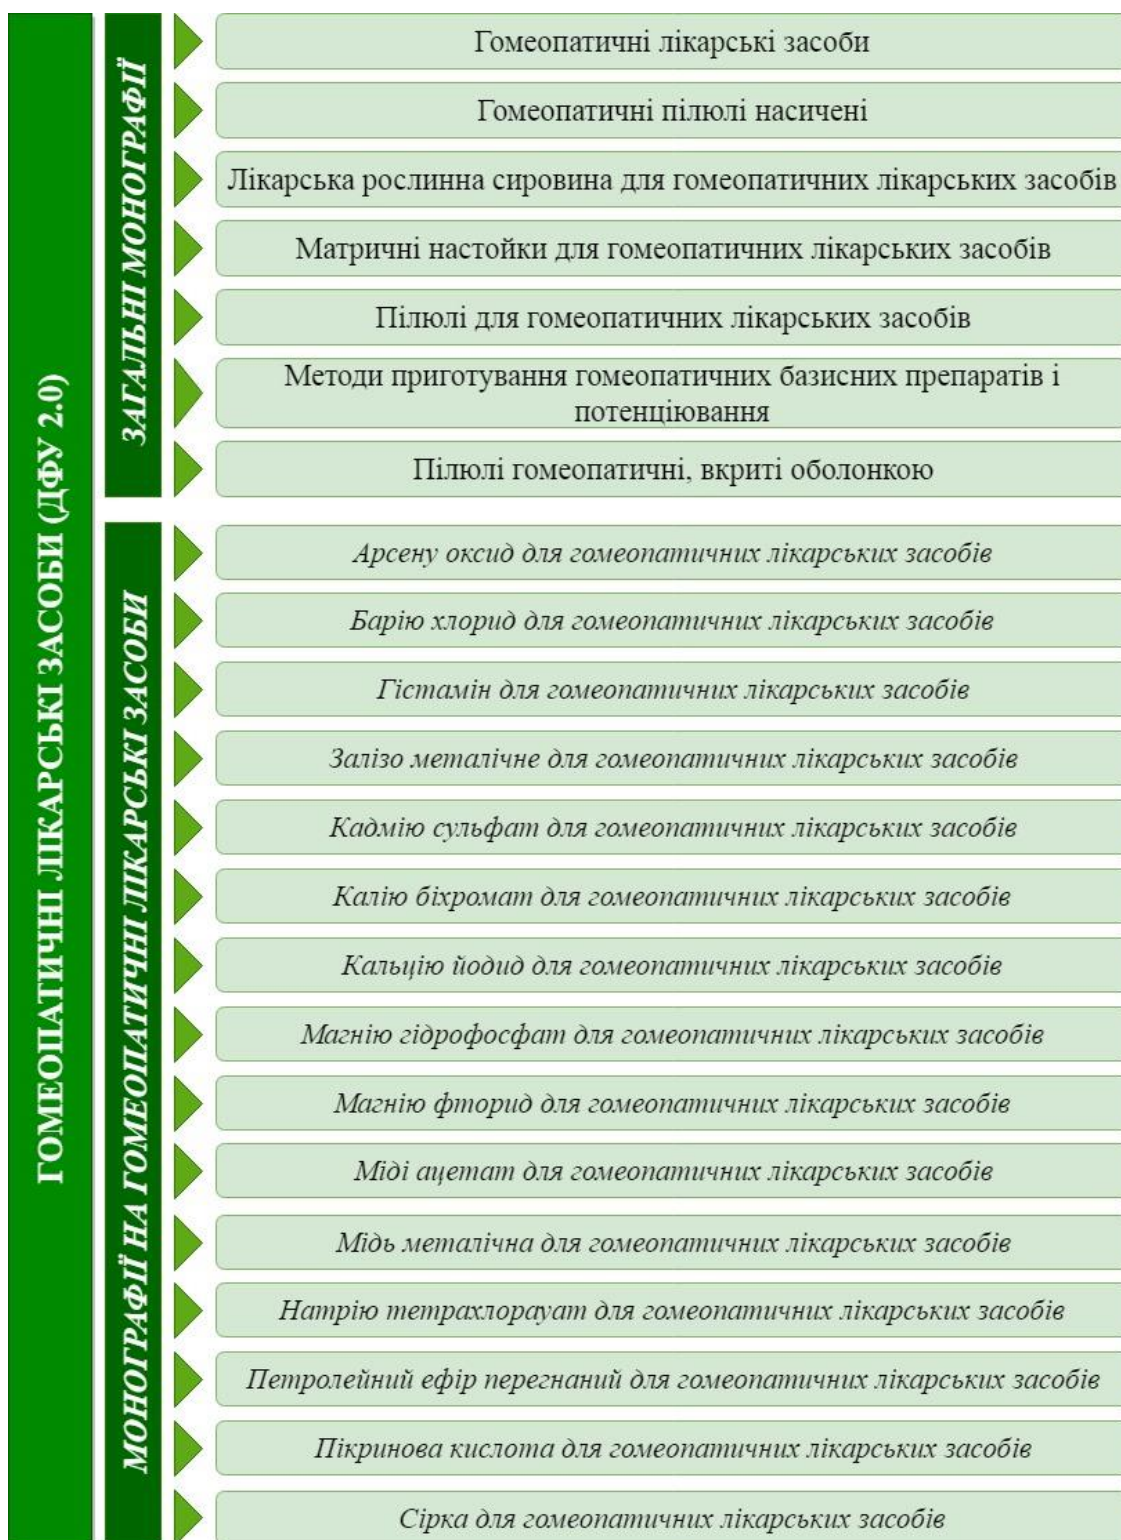 ГОМЕОПАТИЧНІ ЛІКАРСЬКІ ЗАСОБИ (ДФУ 2.0)
ЗАГАЛЬНІ МОНОГРАФІЇ
Гомеопатичні лікарські засоби
Гомеопатичні пілюлі насичені
Лікарська рослинна сировина для гомеопатичних лікарських засобів
Матричні настойки для гомеопатичних лікарських засобів
Пілюлі для гомеопатичних лікарських засобів
Методи приготування гомеопатичних базисних препаратів і
потенціювання
Пілюлі гомеопатичні, вкриті оболонкою
МОНОГРАФІЇ НА ГОМЕОПАТИЧНІ ЛІКАРСЬКІ ЗАСОБИ
Арсену оксид для гомеопатичних лікарських засобів
Барію хлорид для гомеопатичних лікарських засобів
Гістамін для гомеопатичних лікарських засобів
Залізо металічне для гомеопатичних лікарських засобів
Кадмію сульфат для гомеопатичних лікарських засобів
Калію біхромат для гомеопатичних лікарських засобів
Кальцію йодид для гомеопатичних лікарських засобів
Магнію гідрофосфат для гомеопатичних лікарських засобів
Магнію фторид для гомеопатичних лікарських засобів
Міді ацетат для гомеопатичних лікарських засобів
Мідь металічна для гомеопатичних лікарських засобів
Натрію тетрахлорауат для гомеопатичних лікарських засобів
Петролейний ефір перегнаний для гомеопатичних лікарських засобів
Пікринова кислота для гомеопатичних лікарських засобів
Сірка для гомеопатичних лікарських засобів